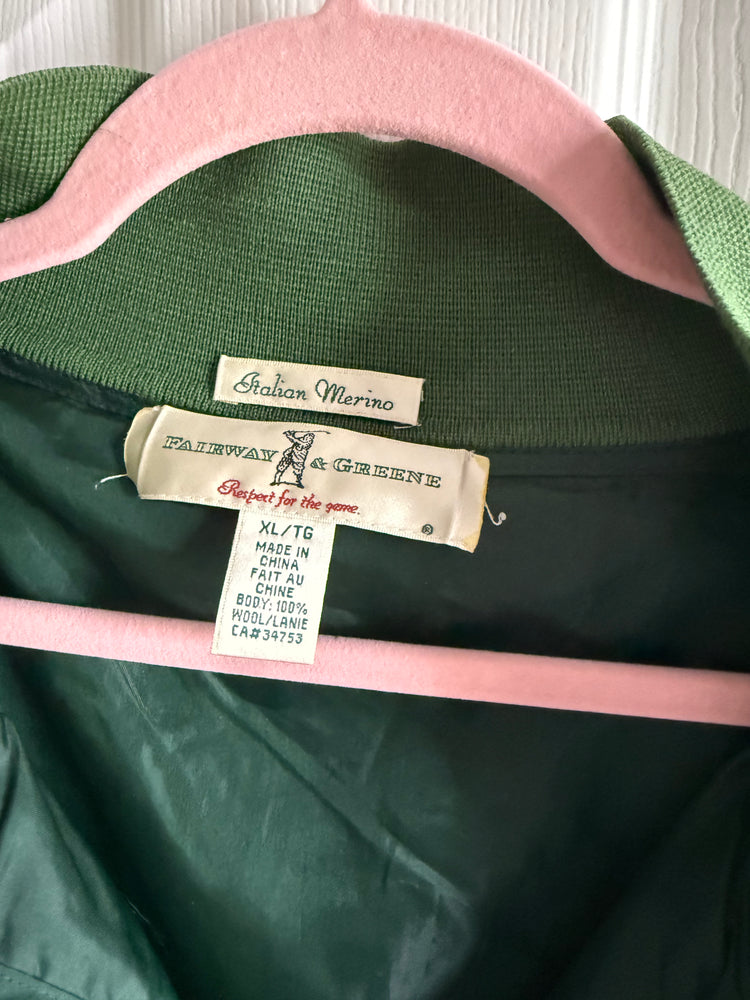 Italian Merino
FAIRWAY & GREENE
Respect for the game.
®
XL/TG
MADE IN
CHINA
FAIT AU
CHINE
BODY: 100%
WOOL/LANIE
CA#34753